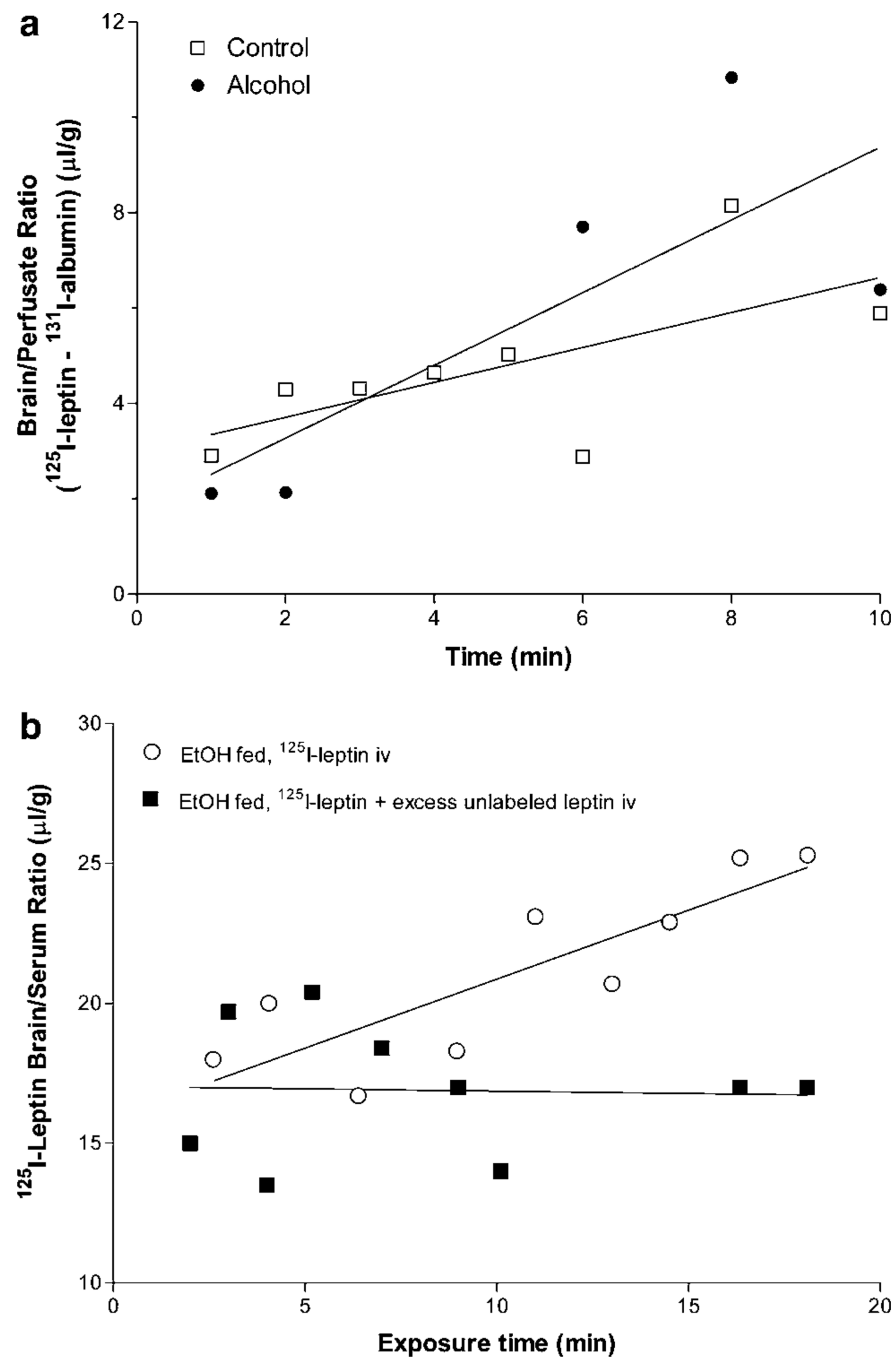 a
12
8
4
0
□ Control
● Alcohol
Brain/Perfusate Ratio
(¹²⁵I-leptin - ¹³¹I-albumin) (µl/g)
0 2 4 6 8 10
Time (min)
b
30
25
20
15
10
○ EtOH fed, ¹²⁵I-leptin iv
■ EtOH fed, ¹²⁵I-leptin + excess unlabeled leptin iv
¹²⁵I-Leptin Brain/Serum Ratio (µl/g)
0 5 10 15 20
Exposure time (min)